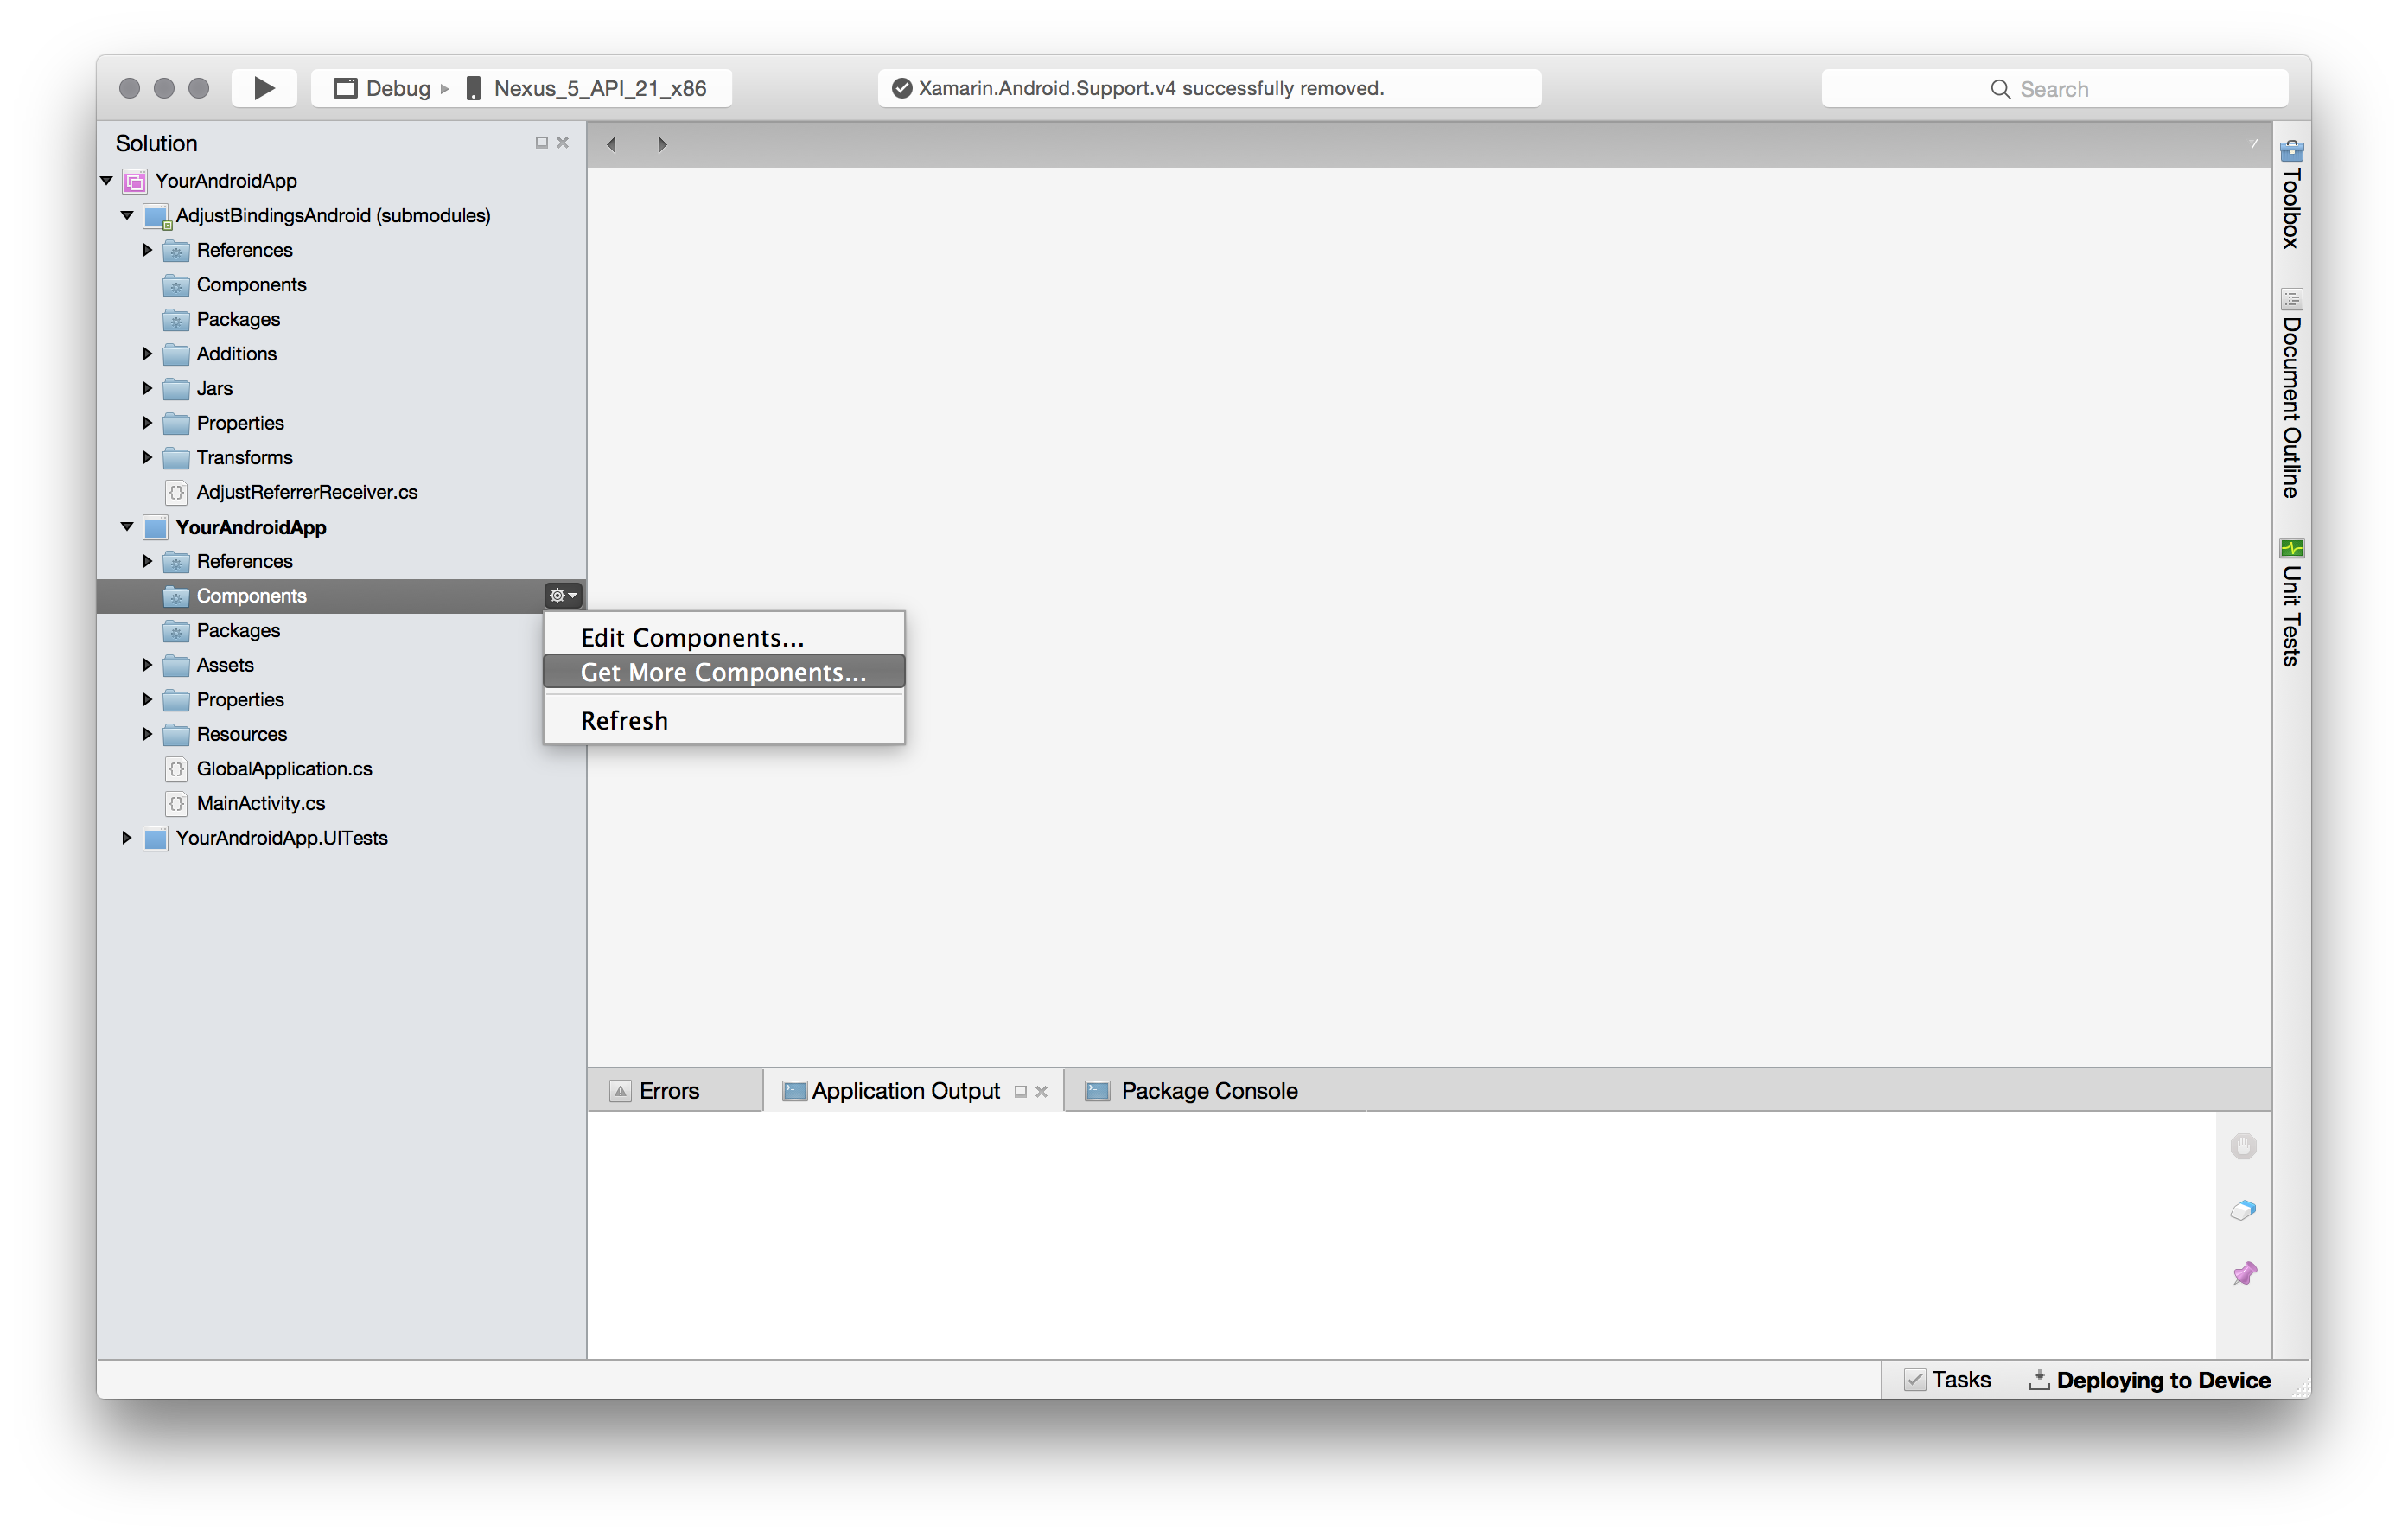 Debug
Nexus_5_API_21_x86
Xamarin.Android.Support.v4 successfully removed.
Search
Solution
YourAndroidApp
AdjustBindingsAndroid (submodules)
References
Components
Packages
Additions
Jars
Properties
Transforms
AdjustReferrerReceiver.cs
YourAndroidApp
References
Components
Packages
Assets
Properties
Resources
GlobalApplication.cs
MainActivity.cs
YourAndroidApp.UITests
Edit Components...
Get More Components...
Refresh
Toolbox
Document Outline
Unit Tests
Errors
Application Output
Package Console
Tasks
Deploying to Device